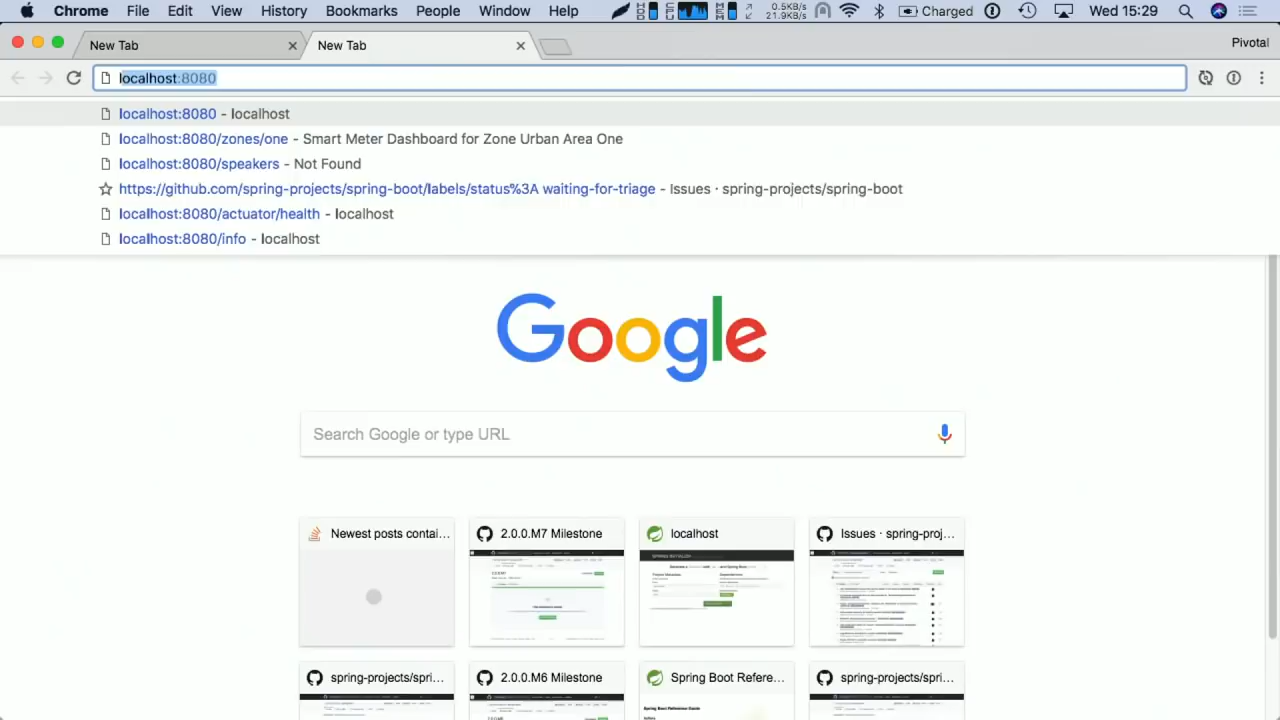 Chrome File Edit View History Bookmarks People Window Help 0.5KB/s 21.9KB/s Charged Wed 15:29
New Tab New Tab Pivotal
localhost:8080
localhost:8080 - localhost
localhost:8080/zones/one - Smart Meter Dashboard for Zone Urban Area One
localhost:8080/speakers - Not Found
https://github.com/spring-projects/spring-boot/labels/status%3A waiting-for-triage - Issues · spring-projects/spring-boot
localhost:8080/actuator/health - localhost
localhost:8080/info - localhost
Google
Search Google or type URL
Newest posts contai... 2.0.0.M7 Milestone localhost Issues · spring-proj...
spring-projects/spri... 2.0.0.M6 Milestone Spring Boot Refere... spring-projects/spri...
Spring Boot Reference Guide